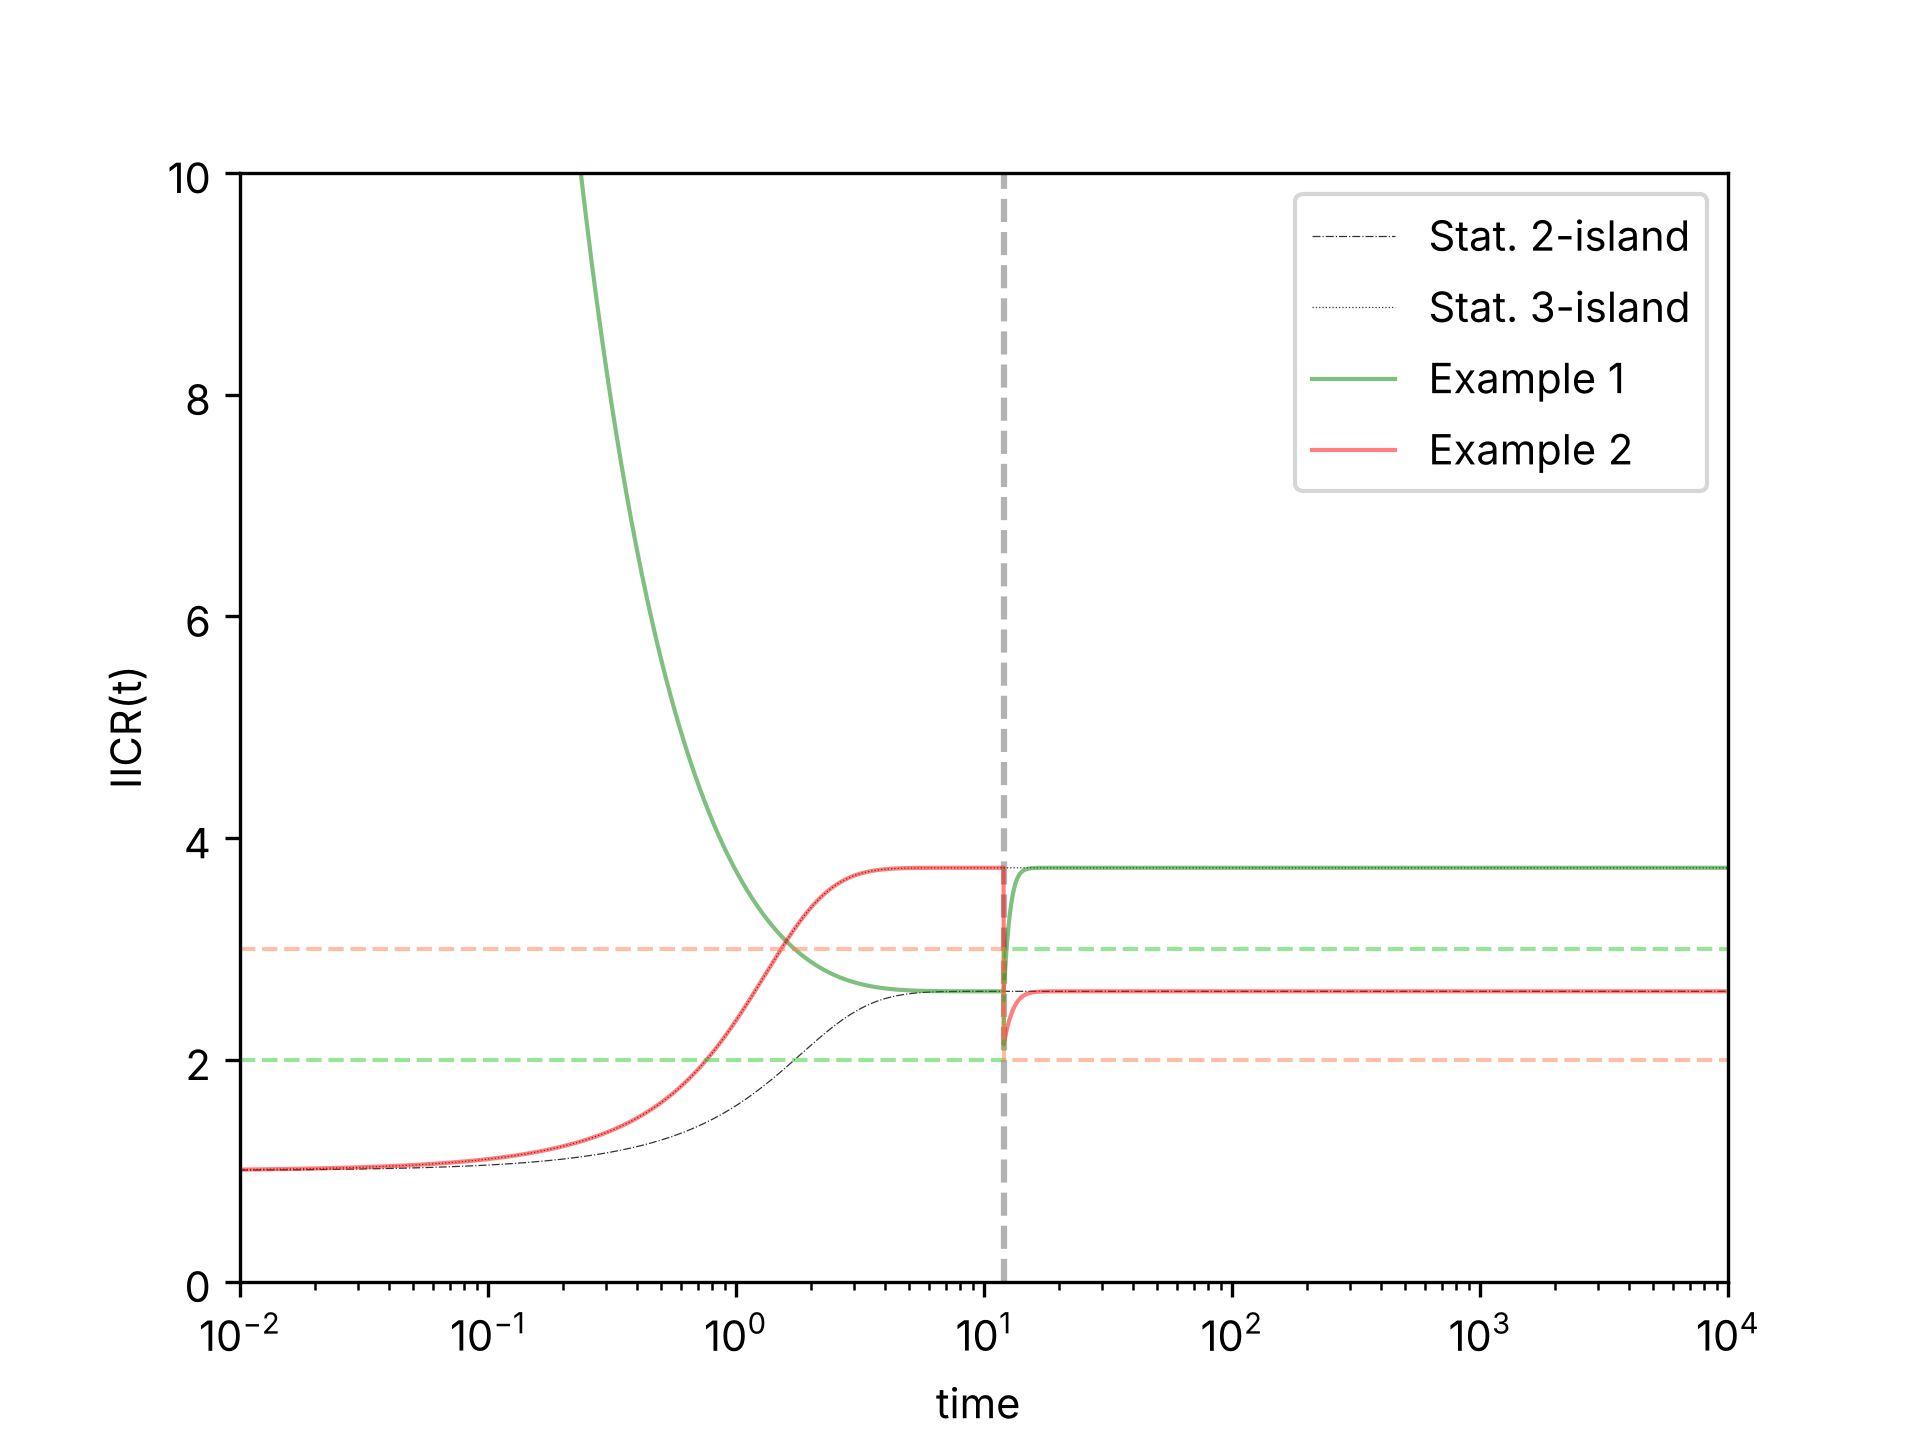 10
8
6
4
2
0
IICR(t)
Stat. 2-island
Stat. 3-island
Example 1
Example 2
10⁻² 10⁻¹ 10⁰ 10¹ 10² 10³ 10⁴
time